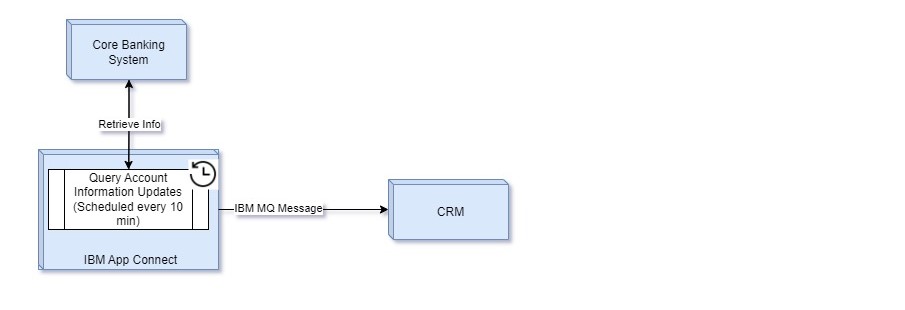 Core Banking
System
Retrieve Info
Query Account
Information Updates
(Scheduled every 10
min)
IBM App Connect
IBM MQ Message
CRM